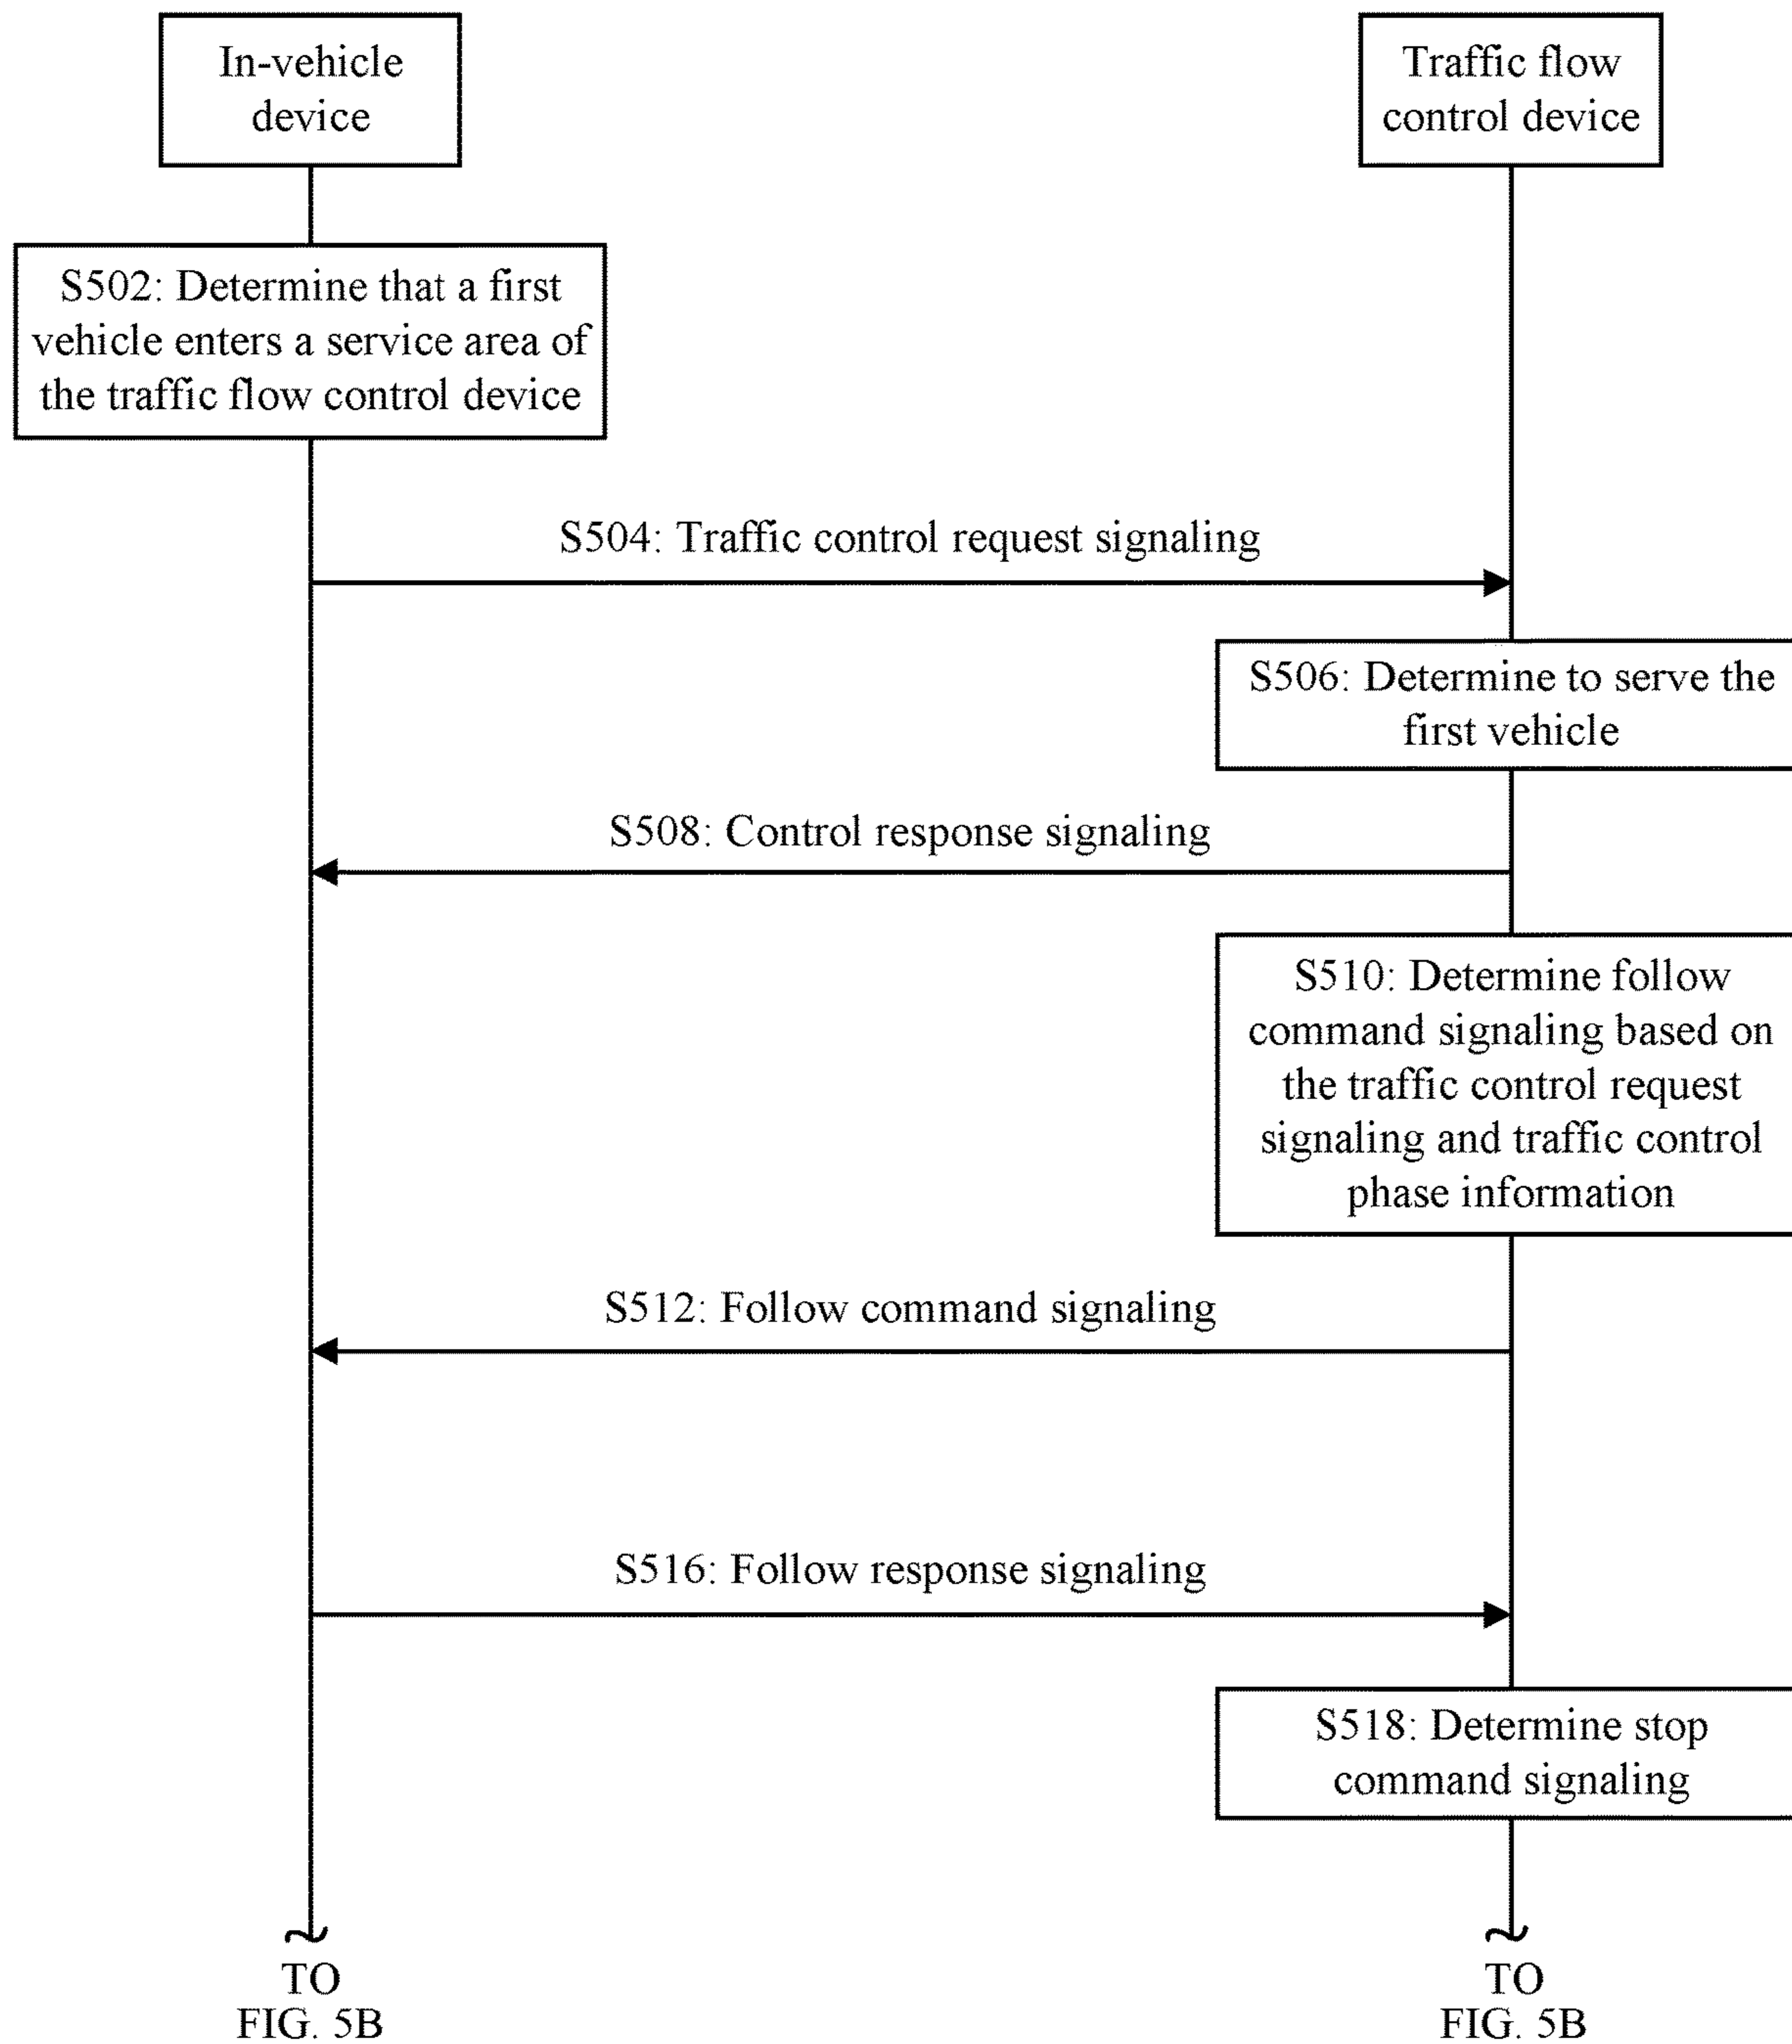 In-vehicle
device
Traffic flow
control device
S502: Determine that a first
vehicle enters a service area of
the traffic flow control device
S504: Traffic control request signaling
S506: Determine to serve the
first vehicle
S508: Control response signaling
S510: Determine follow
command signaling based on
the traffic control request
signaling and traffic control
phase information
S512: Follow command signaling
S516: Follow response signaling
S518: Determine stop
command signaling
TO
FIG. 5B
TO
FIG. 5B